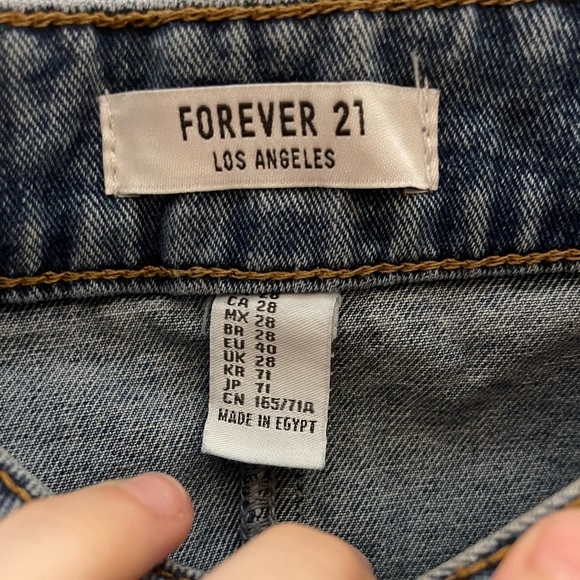 FOREVER 21
LOS ANGELES
28
CA 28
MX 28
BR 28
EU 40
UK 28
KR 71
JP 71
CN 165/71A
MADE IN EGYPT